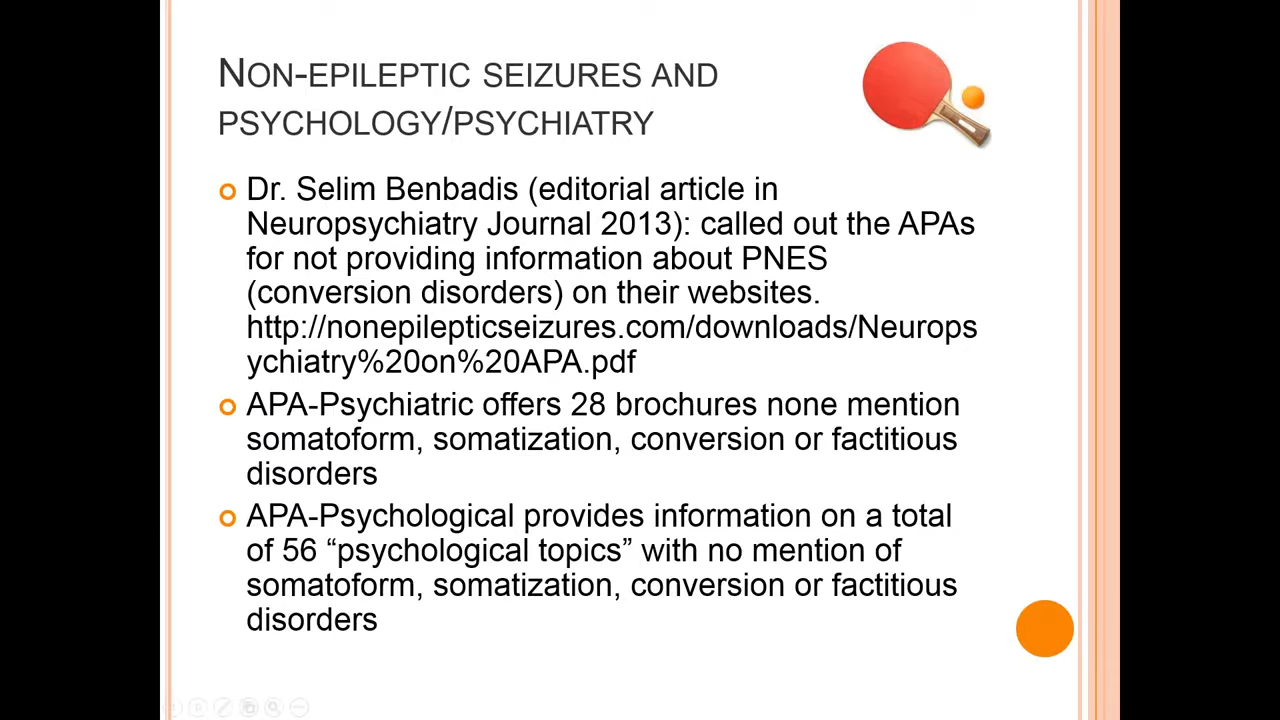 NON-EPILEPTIC SEIZURES AND
PSYCHOLOGY/PSYCHIATRY
Dr. Selim Benbadis (editorial article in
Neuropsychiatry Journal 2013): called out the APAs
for not providing information about PNES
(conversion disorders) on their websites.
http://nonepilepticseizures.com/downloads/Neurops
ychiatry%20on%20APA.pdf
APA-Psychiatric offers 28 brochures none mention
somatoform, somatization, conversion or factitious
disorders
APA-Psychological provides information on a total
of 56 “psychological topics” with no mention of
somatoform, somatization, conversion or factitious
disorders